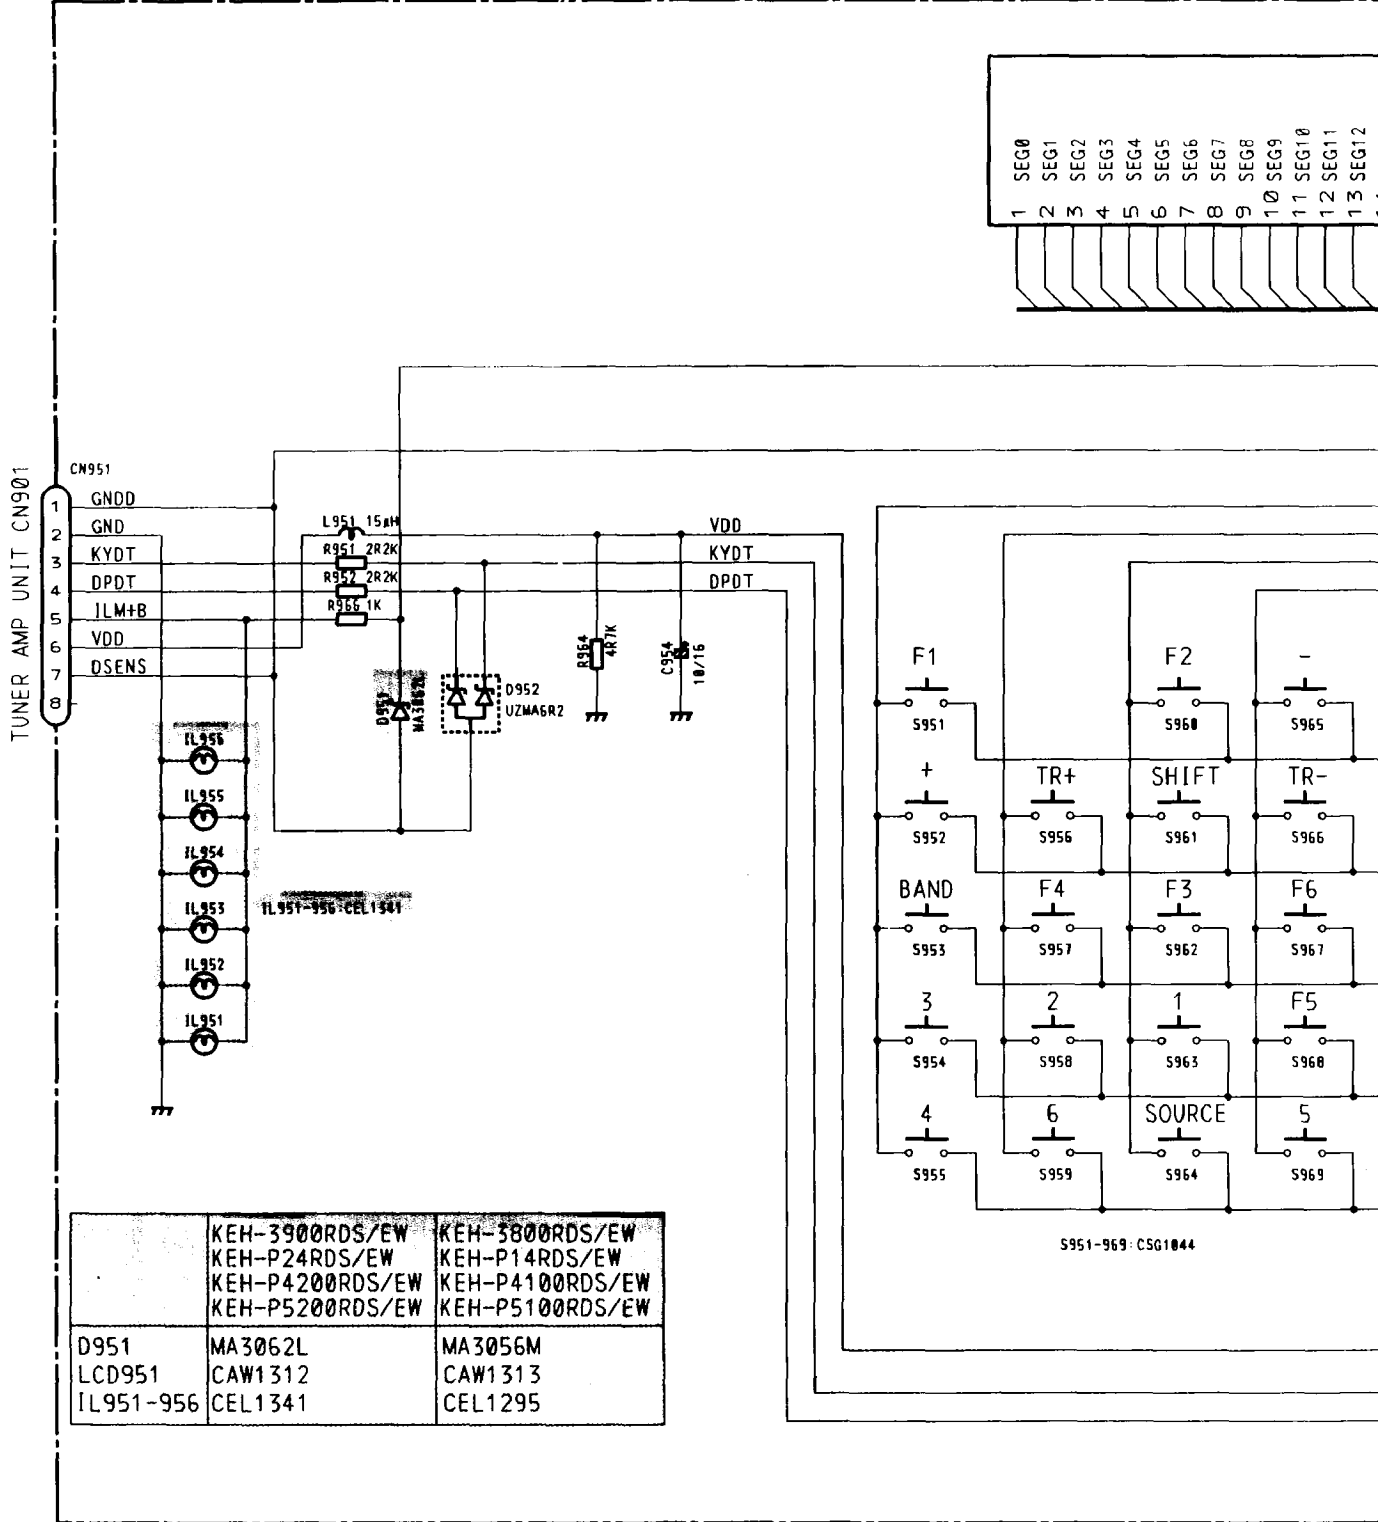 SEG0
SEG1
SEG2
SEG3
SEG4
SEG5
SEG6
SEG7
SEG8
SEG9
SEG10
SEG11
SEG12
1
2
3
4
5
6
7
8
9
10
11
12
13
TUNER AMP UNIT CN901
CN951
1 GNDD
2 GND
3 KYDT
4 DPDT
5 ILM+B
6 VDD
7 DSENS
8
L951 15µH
R951 2R2K
R952 2R2K
R966 1K
VDD
KYDT
DPDT
R964
4R7K
C954
10/16
D951
MA3062L
D952
UZMA6R2
IL956
IL955
IL954
IL953
IL952
IL951
IL951-956:CEL1341
F1
S951
F2
S960
-
S965
+
S952
TR+
S956
SHIFT
S961
TR-
S966
BAND
S953
F4
S957
F3
S962
F6
S967
3
S954
2
S958
1
S963
F5
S968
4
S955
6
S959
SOURCE
S964
5
S969
S951-969:CSG1044
KEH-3900RDS/EW KEH-3800RDS/EW
KEH-P24RDS/EW KEH-P14RDS/EW
KEH-P4200RDS/EW KEH-P4100RDS/EW
KEH-P5200RDS/EW KEH-P5100RDS/EW
D951 MA3062L MA3056M
LCD951 CAW1312 CAW1313
IL951-956 CEL1341 CEL1295